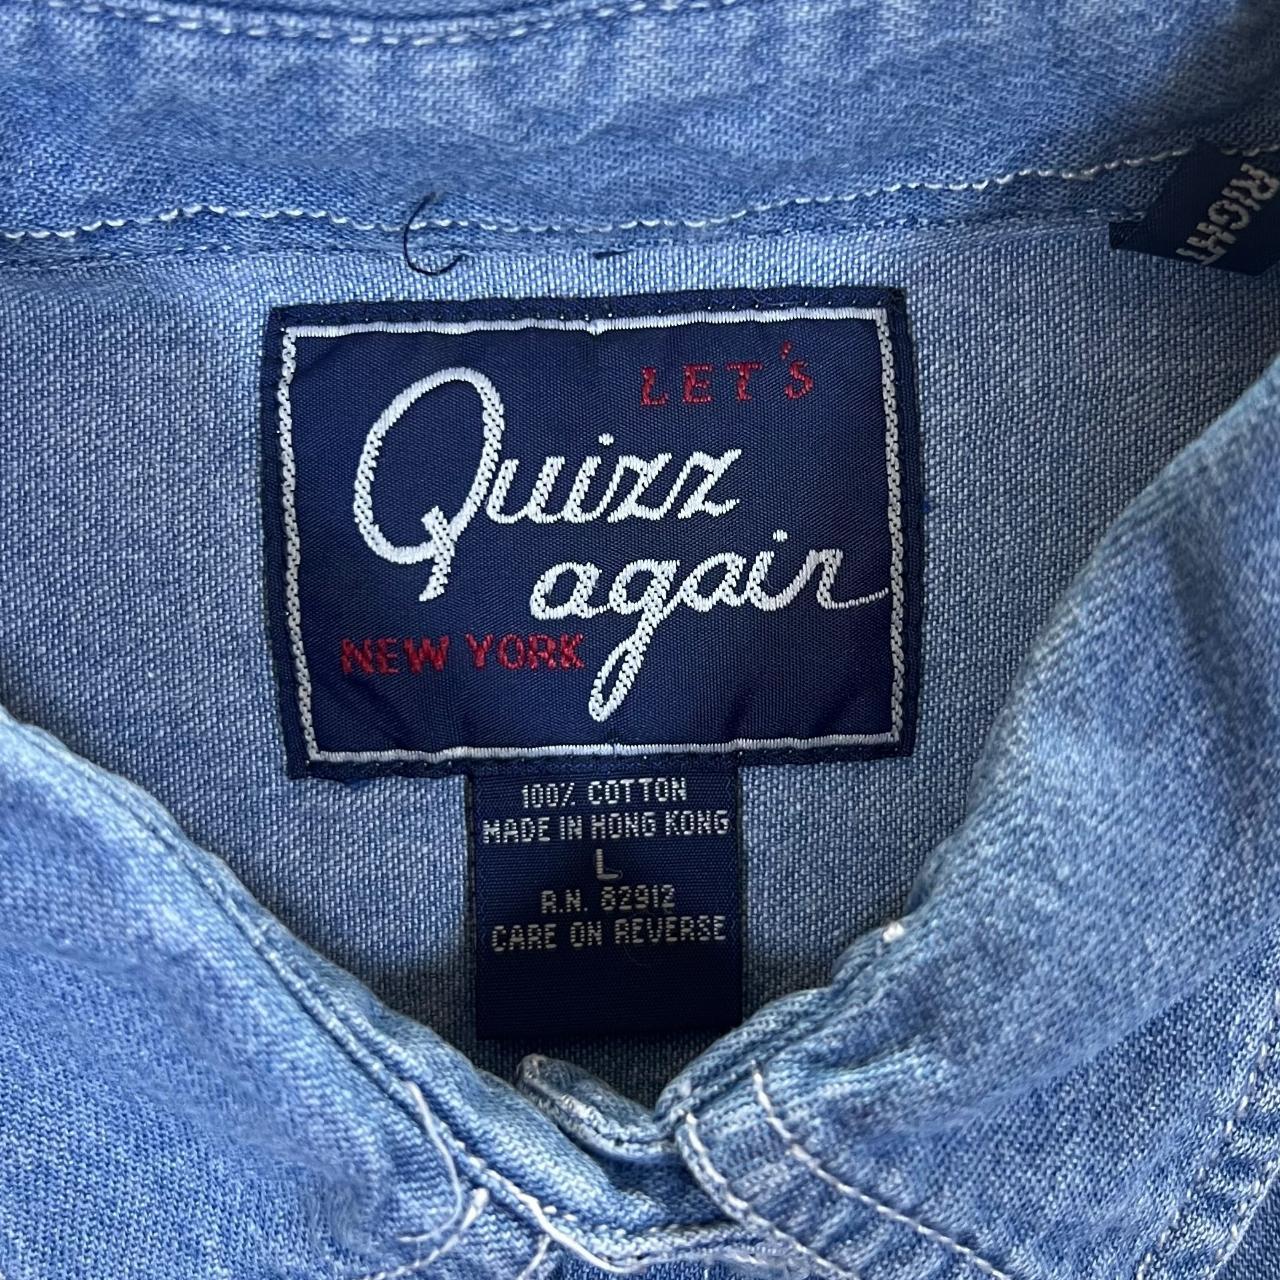 LET'S
Quizz
again
NEW YORK
100% COTTON
MADE IN HONG KONG
L
R.N. 82912
CARE ON REVERSE
RIGHT